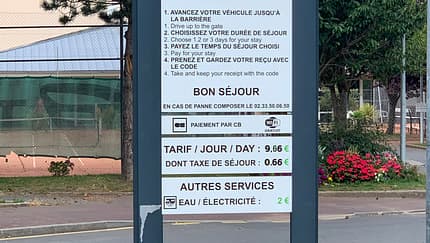 1. AVANCEZ VOTRE VÉHICULE JUSQU'À
LA BARRIÈRE
1. Drive up to the gate
2. CHOISISSEZ VOTRE DURÉE DE SÉJOUR
2. Choose 1.2 or 3 days for your stay
3. PAYEZ LE TEMPS DU SÉJOUR CHOISI
3. Pay for your stay
4. PRENEZ ET GARDEZ VOTRE REÇU AVEC
LE CODE
4. Take and keep your receipt with the code
BON SÉJOUR
EN CAS DE PANNE COMPOSER LE 02.33.50.06.50
PAIEMENT PAR CB
WiFi
GRATUIT
TARIF / JOUR / DAY : 9.66 €
DONT TAXE DE SÉJOUR : 0.66 €
AUTRES SERVICES
EAU / ÉLECTRICITÉ : 2 €